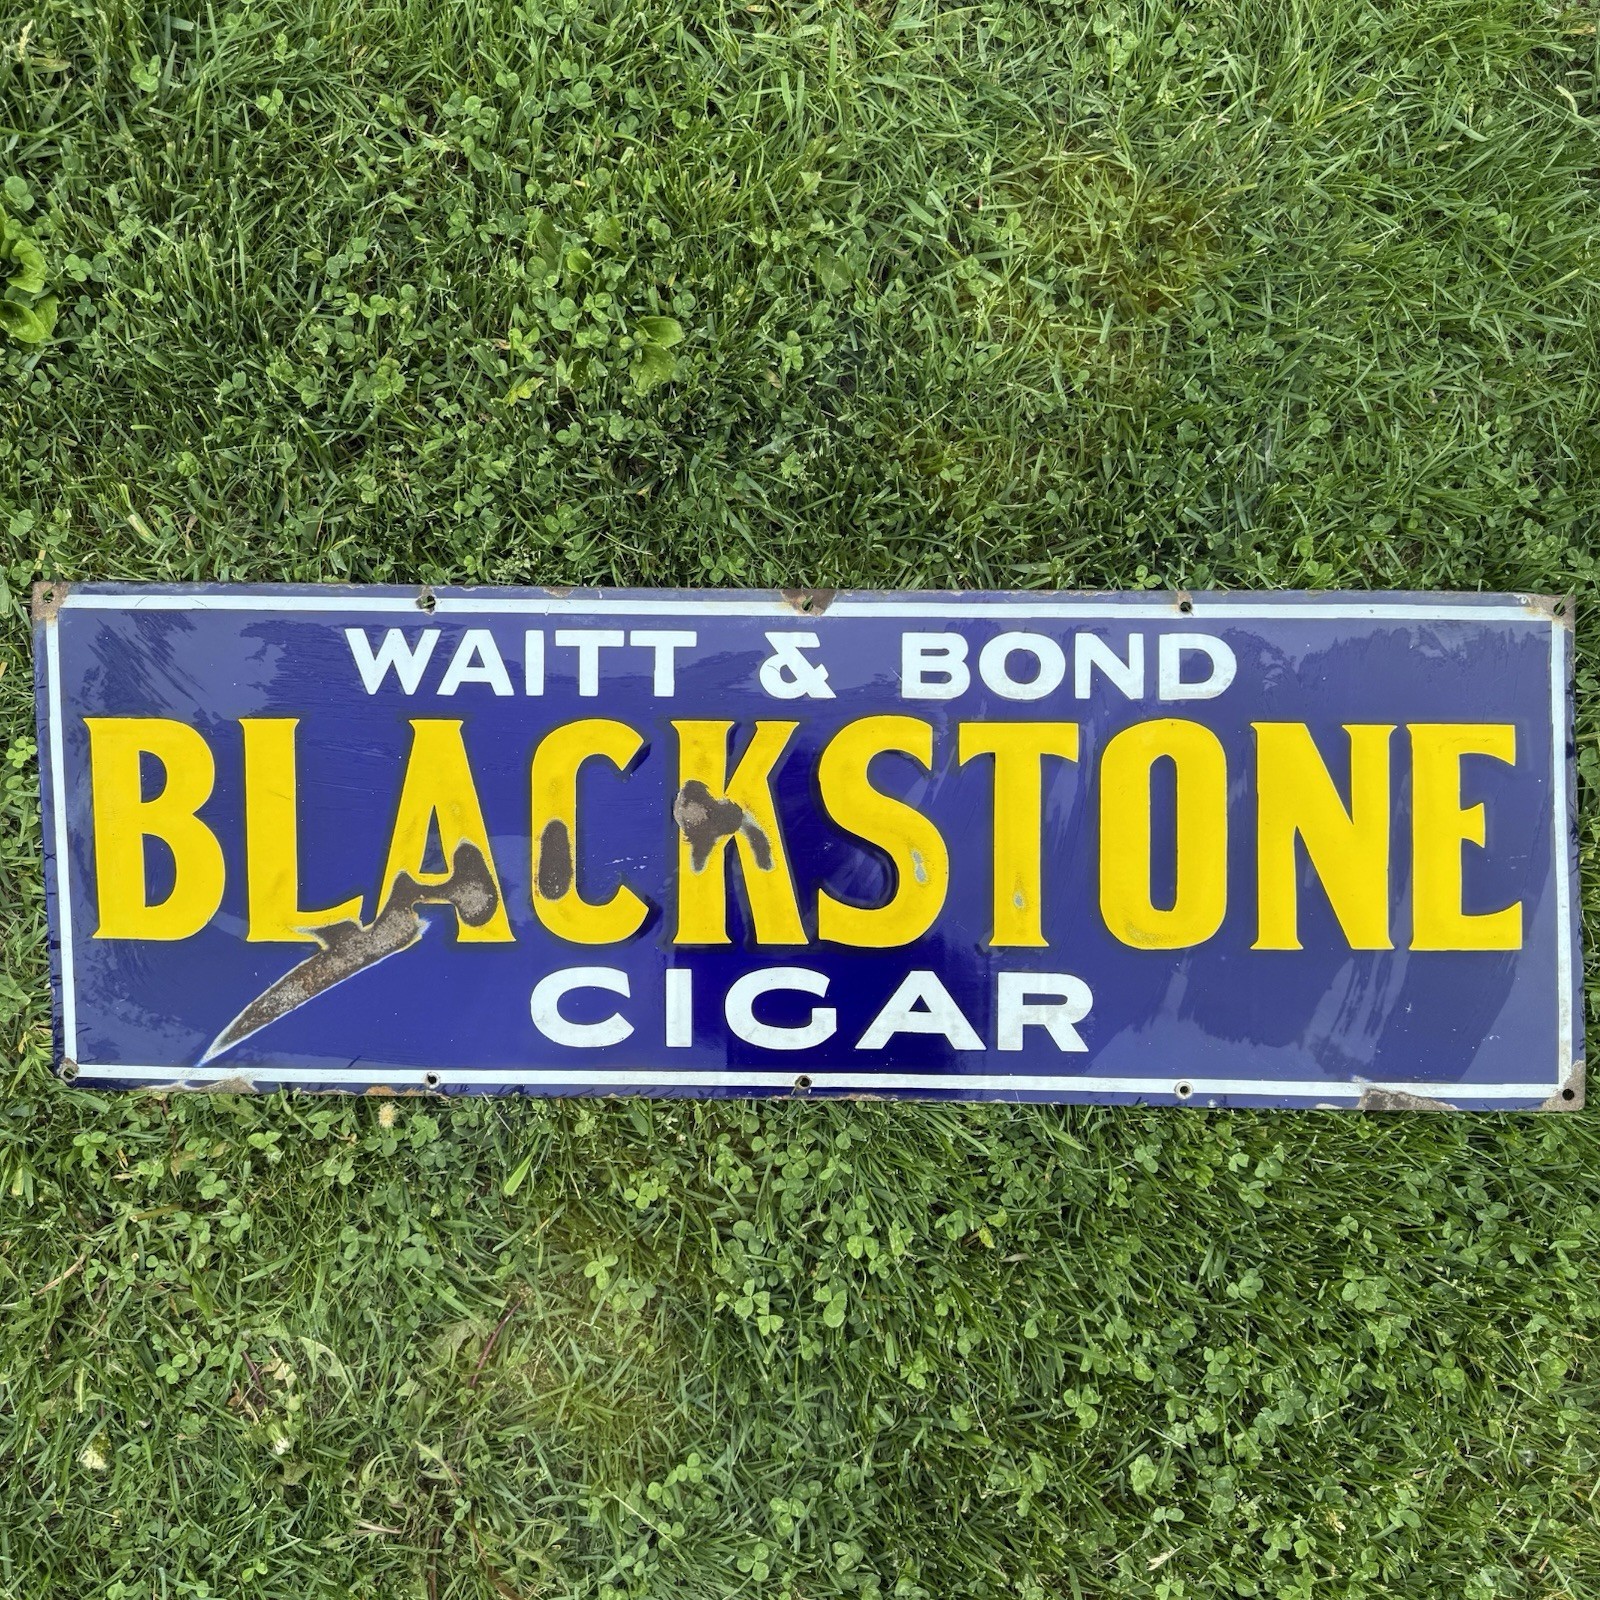 WAITT & BOND
BLACKSTONE
CIGAR